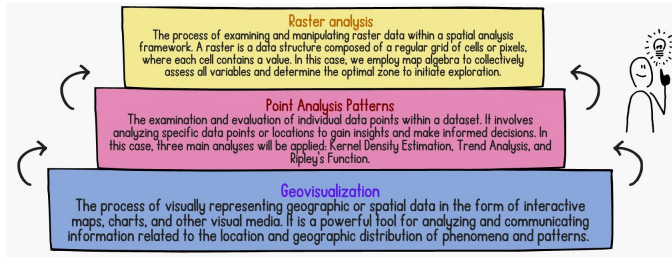 Raster analysis
The process of examining and manipulating raster data within a spatial analysis
framework. A raster is a data structure composed of a regular grid of cells or pixels,
where each cell contains a value. In this case, we employ map algebra to collectively
assess all variables and determine the optimal zone to initiate exploration.
Point Analysis Patterns
The examination and evaluation of individual data points within a dataset. It involves
analyzing specific data points or locations to gain insights and make informed decisions. In
this case, three main analyses will be applied: Kernel Density Estimation, Trend Analysis, and
Ripley's Function.
Geovisualization
The process of visually representing geographic or spatial data in the form of interactive
maps, charts, and other visual media. It is a powerful tool for analyzing and communicating
information related to the location and geographic distribution of phenomena and patterns.